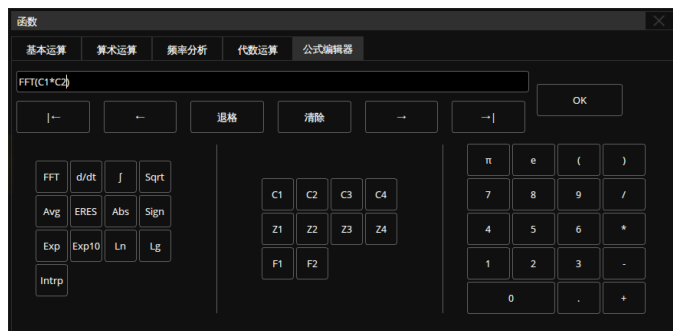 函数
基本运算 算术运算 频率分析 代数运算 公式编辑器
FFT(C1*C2)
OK
|← ← 退格 清除 → →|
π e ( )
FFT d/dt ∫ Sqrt
C1 C2 C3 C4
7 8 9 /
Avg ERES Abs Sign
Z1 Z2 Z3 Z4
4 5 6 *
Exp Exp10 Ln Lg
F1 F2
1 2 3 -
Intrp
0 . +